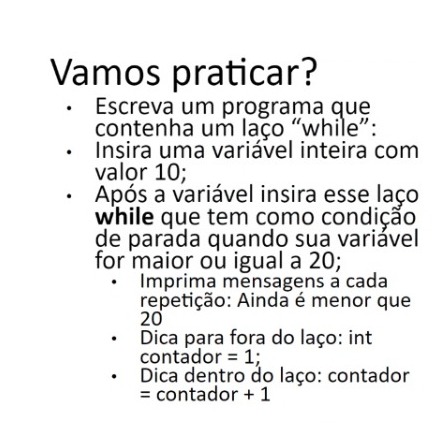 Vamos praticar?
• Escreva um programa que
contenha um laço “while”:
• Insira uma variável inteira com
valor 10;
• Após a variável insira esse laço
while que tem como condição
de parada quando sua variável
for maior ou igual a 20;
• Imprima mensagens a cada
repetição: Ainda é menor que
20
• Dica para fora do laço: int
contador = 1;
• Dica dentro do laço: contador
= contador + 1